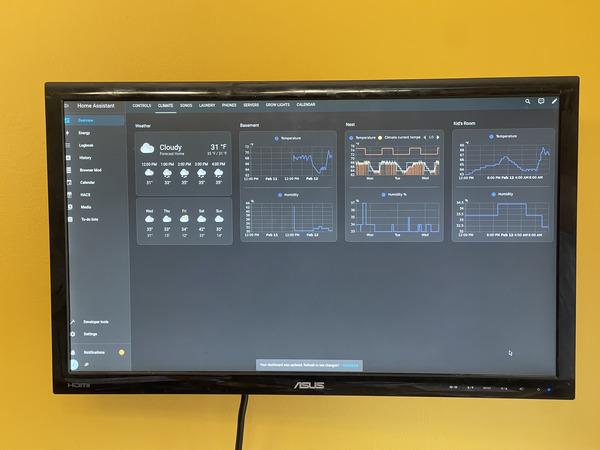 Home Assistant
CONTROLS CLIMATE SONOS LAUNDRY PHONES SERVERS GROW LIGHTS CALENDAR
Overview
Energy
Logbook
History
Browser Mod
Calendar
HACS
Media
To-do lists
Developer tools
Settings
Notifications
JP
Weather
Cloudy 31 °F
Forecast Home 35 °F / 31 °F
12:00 PM 1:00 PM 2:00 PM 3:00 PM 4:00 PM
31° 33° 35° 35° 33°
Wed Thu Fri Sat Sun
35° 33° 34° 42° 35°
31° 15° 12° 31° 14°
Basement
Temperature
12:00 PM Feb 11 12:00 PM Feb 12
Humidity
12:00 PM Feb 11 12:00 PM Feb 12
Nest
Temperature Climate current tempe 1/5
Mon Tue Wed
Humidity %
Mon Tue Wed
Kid's Room
Temperature
12:00 PM 8:00 PM Feb 12 4:00 AM 8:00 AM
Humidity
12:00 PM 8:00 PM Feb 12 4:00 AM 8:00 AM
Your dashboard was updated. Refresh to see changes?
HDMI
ASUS